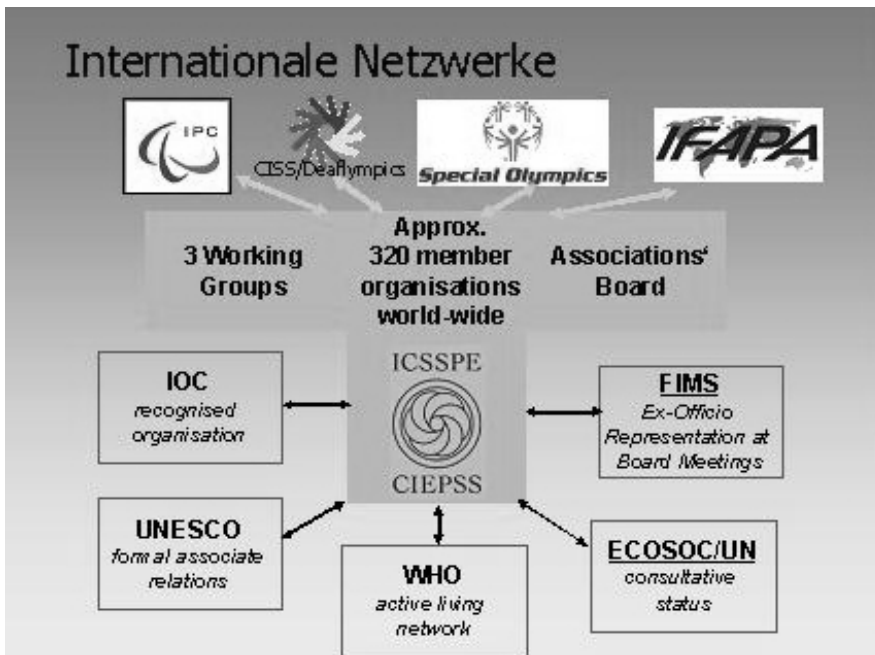 Internationale Netzwerke
IPC
CISS/Deaflympics
Special Olympics
IFAPA
3 Working
Groups
Approx.
320 member
organisations
world-wide
Associations'
Board
IOC
recognised
organisation
ICSSPE
CIEPSS
FIMS
Ex-Officio
Representation at
Board Meetings
UNESCO
formal associate
relations
WHO
active living
network
ECOSOC/UN
consultative
status